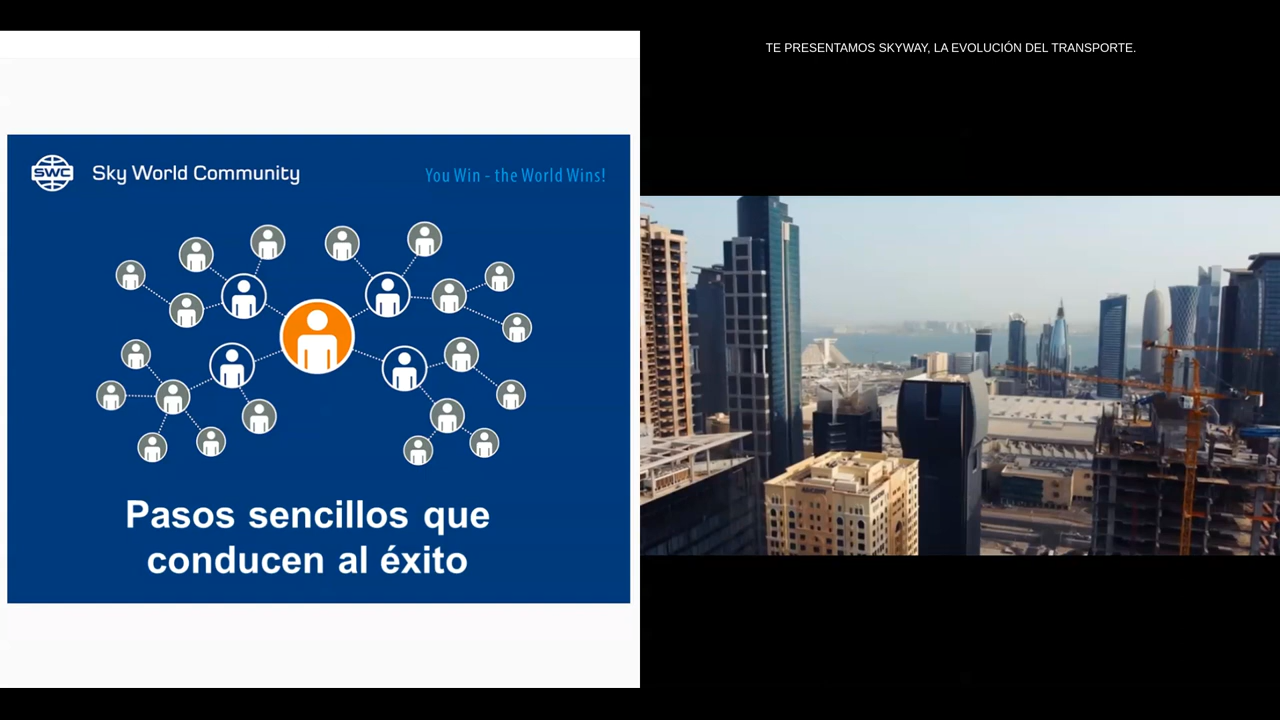 SWC
Sky World Community
You Win - the World Wins!
Pasos sencillos que
conducen al éxito
TE PRESENTAMOS SKYWAY, LA EVOLUCIÓN DEL TRANSPORTE.